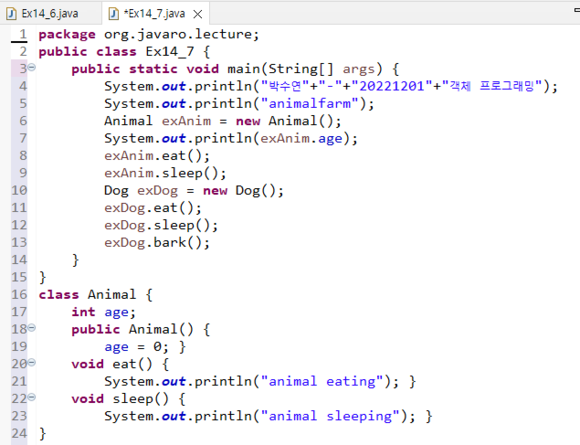 Ex14_6.java *Ex14_7.java
1 package org.javaro.lecture;
2 public class Ex14_7 {
3 public static void main(String[] args) {
4 System.out.println("박수연"+"-"+"20221201"+"객체 프로그래밍");
5 System.out.println("animalfarm");
6 Animal exAnim = new Animal();
7 System.out.println(exAnim.age);
8 exAnim.eat();
9 exAnim.sleep();
10 Dog exDog = new Dog();
11 exDog.eat();
12 exDog.sleep();
13 exDog.bark();
14 }
15 }
16 class Animal {
17 int age;
18 public Animal() {
19 age = 0; }
20 void eat() {
21 System.out.println("animal eating"); }
22 void sleep() {
23 System.out.println("animal sleeping"); }
24 }